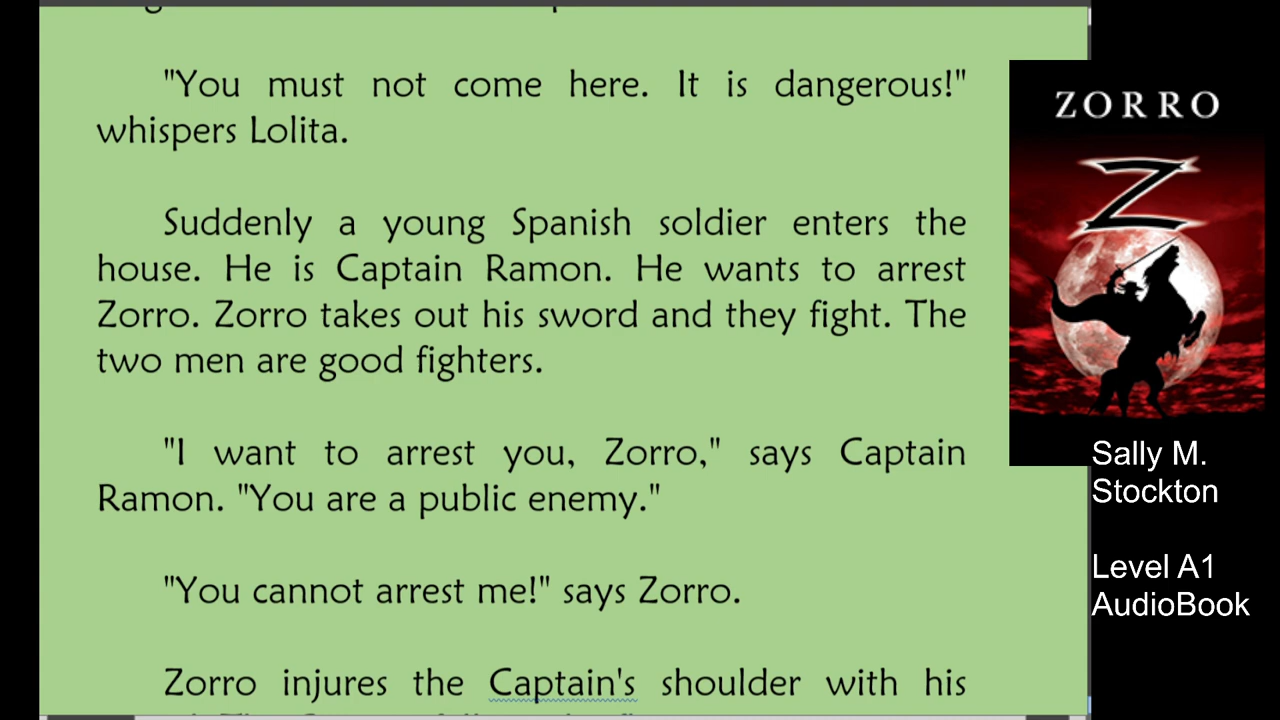 "You must not come here. It is dangerous!"
whispers Lolita.
Suddenly a young Spanish soldier enters the
house. He is Captain Ramon. He wants to arrest
Zorro. Zorro takes out his sword and they fight. The
two men are good fighters.
"I want to arrest you, Zorro," says Captain
Ramon. "You are a public enemy."
"You cannot arrest me!" says Zorro.
Zorro injures the Captain's shoulder with his
ZORRO
Z
Sally M.
Stockton
Level A1
AudioBook